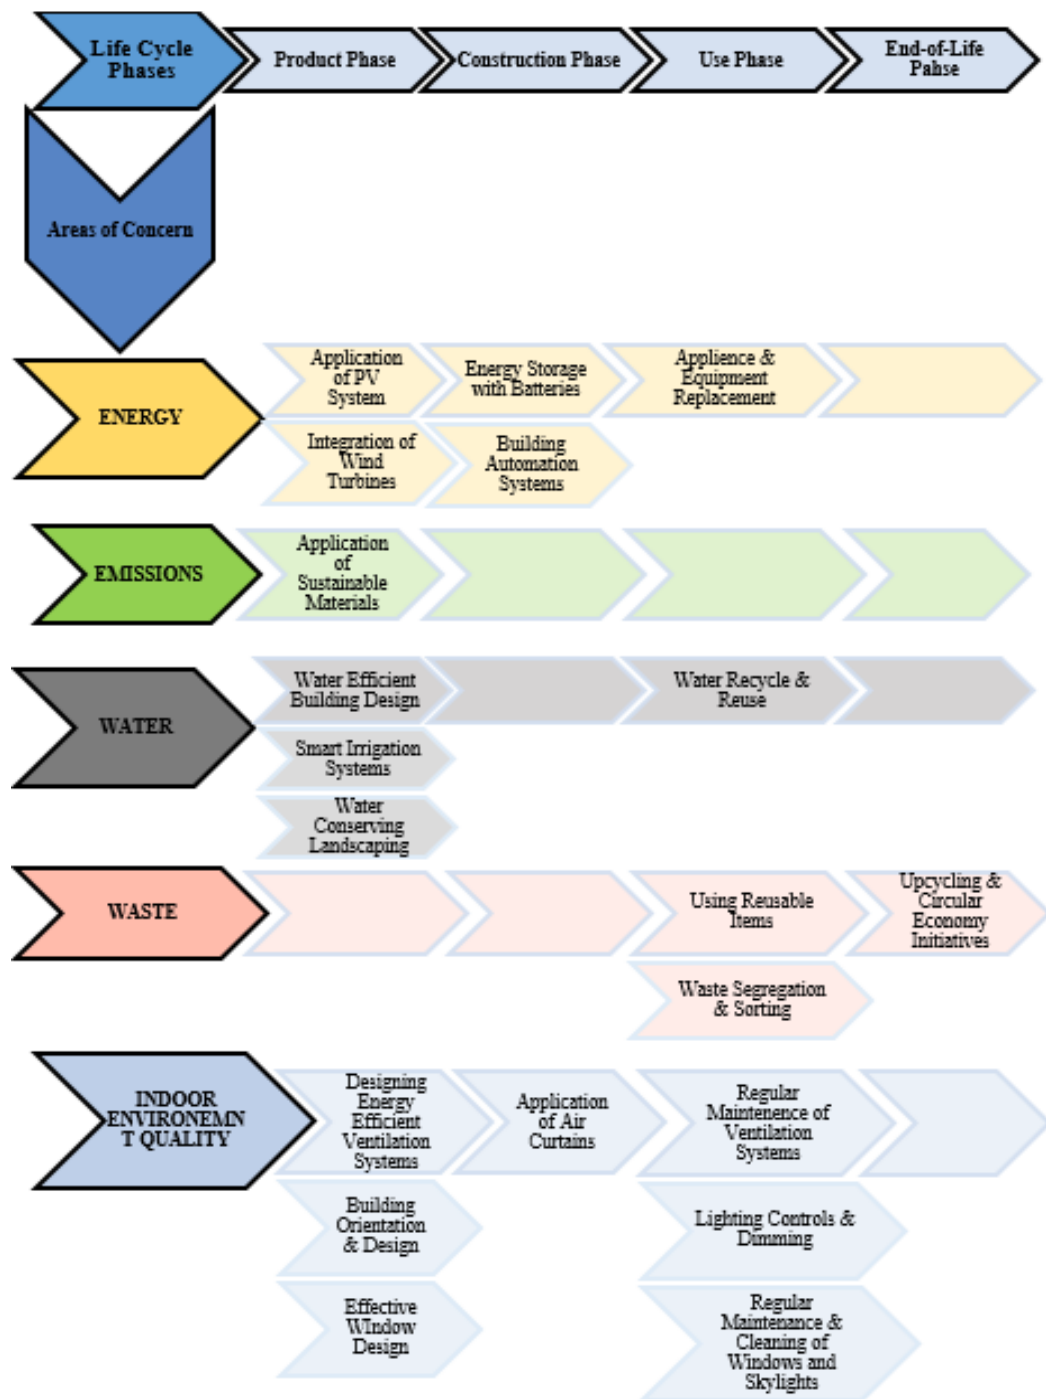 Life Cycle
Phases
Product Phase
Construction Phase
Use Phase
End-of-Life
Pahse
Areas of Concern
ENERGY
Application
of PV
System
Energy Storage
with Batteries
Applience &
Equipment
Replacement
Integration of
Wind
Turbines
Building
Automation
Systems
EMISSIONS
Application
of
Sustainable
Materials
WATER
Water Efficient
Building Design
Water Recycle &
Reuse
Smart Irrigation
Systems
Water
Conserving
Landscaping
WASTE
Using Reusable
Items
Upcycling &
Circular
Economy
Initiatives
Waste Segregation
& Sorting
INDOOR
ENVIRONEMN
T QUALITY
Designing
Energy
Efficient
Ventilation
Systems
Application
of Air
Curtains
Regular
Maintenence of
Ventilation
Systems
Building
Orientation
& Design
Lighting Controls &
Dimming
Effective
WIndow
Design
Regular
Maintenance &
Cleaning of
Windows and
Skylights